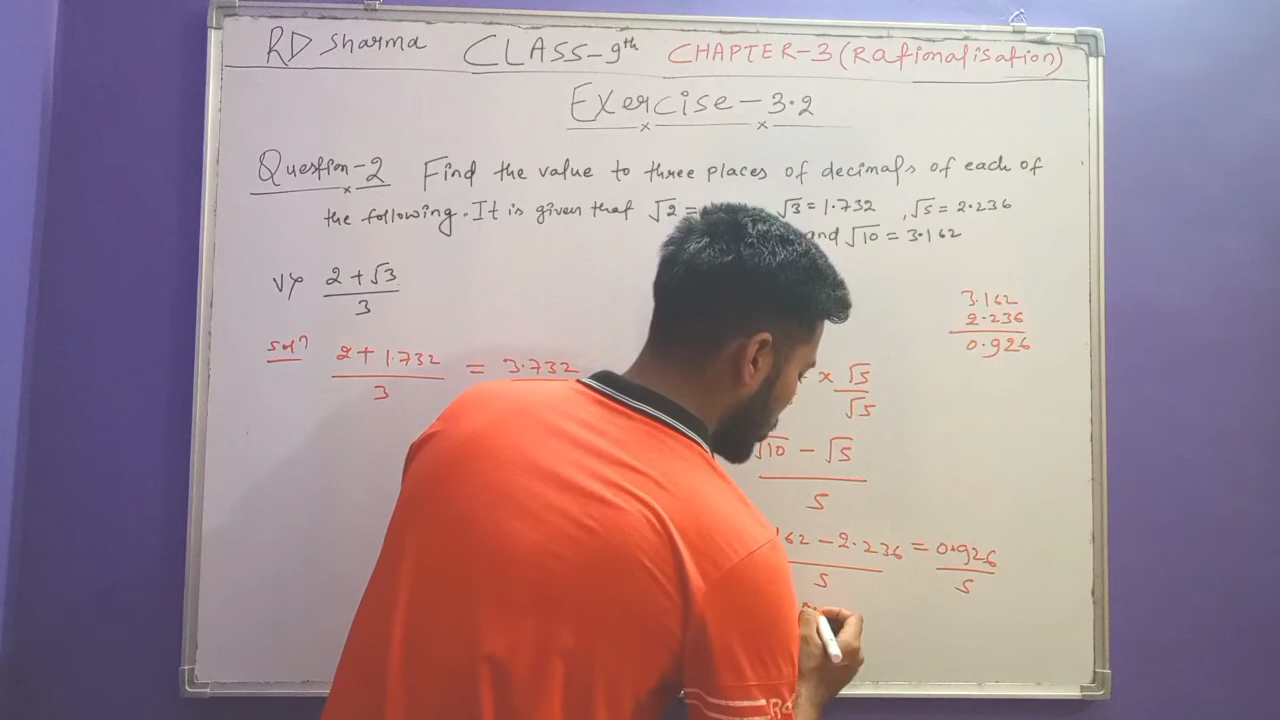 RD Sharma CLASS-9th CHAPTER-3 (Rationalisation)
Exercise-3.2
Question-2 Find the value to three places of decimals of each of
the following. It is given that √2 = √3 = 1.732 , √5 = 2.236
and √10 = 3.162
v) (2 + √3)/3
Solⁿ (2 + 1.732)/3 = 3.732
× √5/√5
(√10 - √5)/5
162 - 2.236/5 = 0.926/5
3.162
2.236
0.926